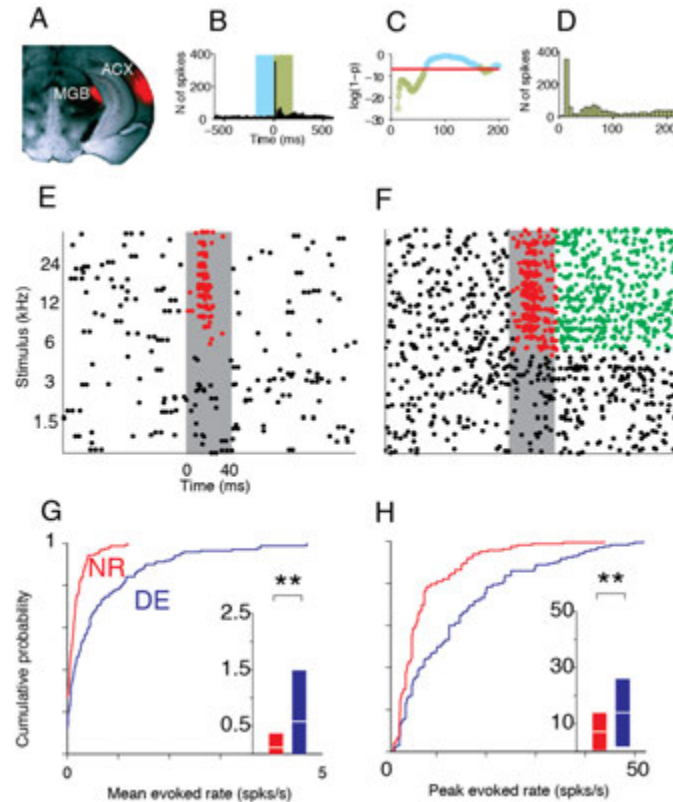 A
ACX
MGB
B
N of spikes
400
200
0
-500
0
500
Time (ms)
C
log(1-p)
0
-10
-20
-30
0
100
200
D
N of spikes
400
200
0
0
100
200
E
Stimulus (kHz)
24
12
6
3
1.5
0
40
Time (ms)
F
G
Cumulative probability
1
NR
DE
**
2.5
1.5
0.5
0
5
Mean evoked rate (spks/s)
H
**
50
30
10
0
50
Peak evoked rate (spks/s)